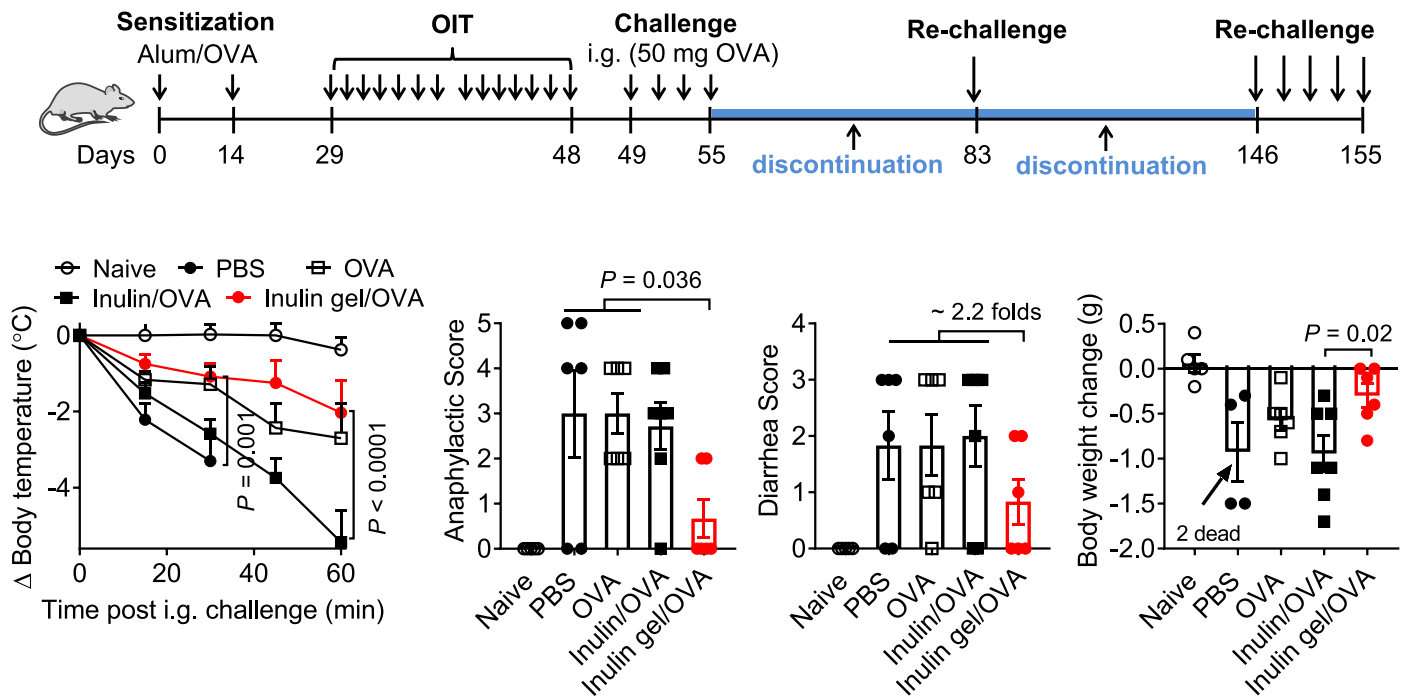 Sensitization
Alum/OVA
OIT
Challenge
i.g. (50 mg OVA)
Re-challenge
Re-challenge
Days 0 14 29 48 49 55 83 146 155
discontinuation
discontinuation
Naive PBS OVA
Inulin/OVA Inulin gel/OVA
Δ Body temperature (°C)
0
-2
-4
0 20 40 60
Time post i.g. challenge (min)
P = 0.001
P < 0.0001
P = 0.036
Anaphylactic Score
5
4
3
2
1
0
Naive
PBS
OVA
Inulin/OVA
Inulin gel/OVA
~ 2.2 folds
Diarrhea Score
4
3
2
1
0
Naive
PBS
OVA
Inulin/OVA
Inulin gel/OVA
Body weight change (g)
0.5
0.0
-0.5
-1.0
-1.5
-2.0
P = 0.02
2 dead
Naive
PBS
OVA
Inulin/OVA
Inulin gel/OVA